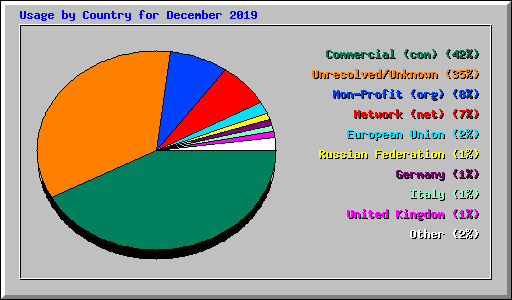 Usage by Country for December 2019
Commercial (com) (42%)
Unresolved/Unknown (35%)
Non-Profit (org) (8%)
Network (net) (7%)
European Union (2%)
Russian Federation (1%)
Germany (1%)
Italy (1%)
United Kingdom (1%)
Other (2%)